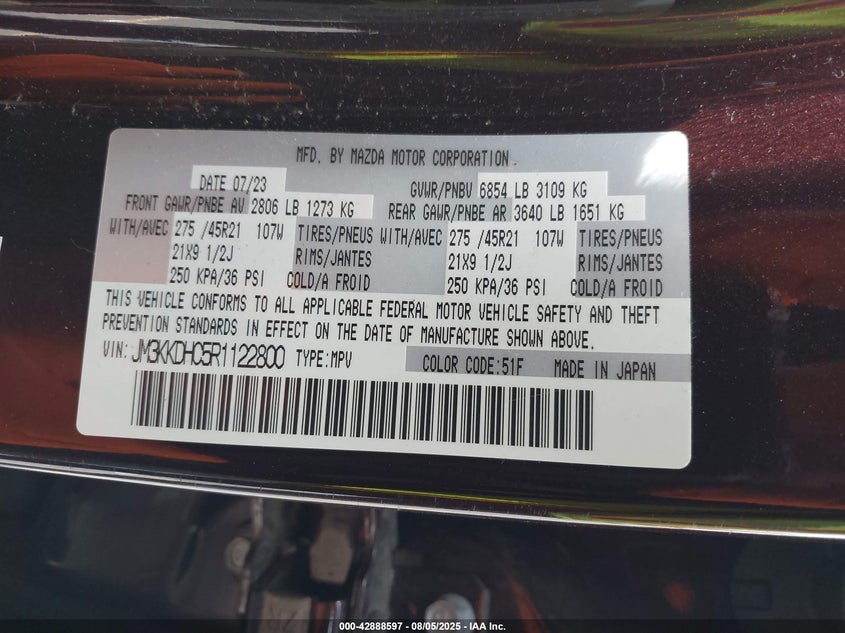 MFD. BY MAZDA MOTOR CORPORATION.
DATE 07/23 GVWR/PNBV 6854 LB 3109 KG
FRONT GAWR/PNBE AV 2806 LB 1273 KG REAR GAWR/PNBE AR 3640 LB 1651 KG
WITH/AVEC 275 /45R21 107W TIRES/PNEUS WITH/AVEC 275 /45R21 107W TIRES/PNEUS
21X9 1/2J RIMS/JANTES 21X9 1/2J RIMS/JANTES
250 KPA/36 PSI COLD/A FROID 250 KPA/36 PSI COLD/A FROID
THIS VEHICLE CONFORMS TO ALL APPLICABLE FEDERAL MOTOR VEHICLE SAFETY AND THEFT
PREVENTION STANDARDS IN EFFECT ON THE DATE OF MANUFACTURE SHOWN ABOVE.
VIN: JM3KKDHC5R1122800 TYPE:MPV COLOR CODE:51F MADE IN JAPAN
000-42888597 - 08/05/2025 - IAA Inc.